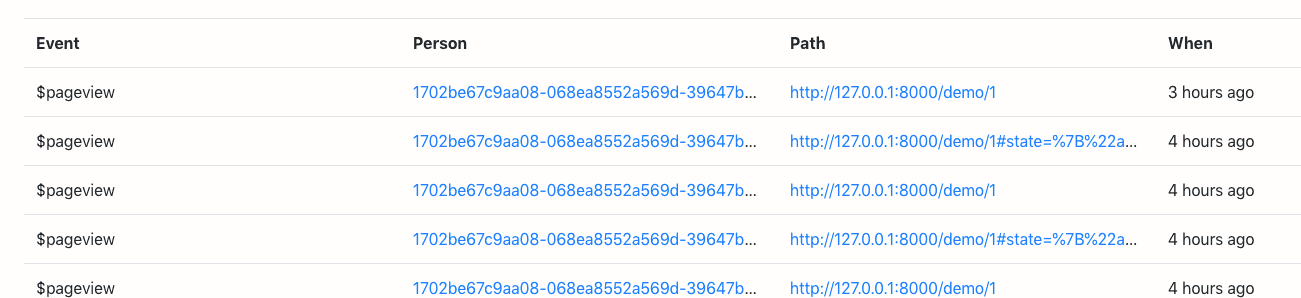 Event Person Path When
$pageview 1702be67c9aa08-068ea8552a569d-39647b... http://127.0.0.1:8000/demo/1 3 hours ago
$pageview 1702be67c9aa08-068ea8552a569d-39647b... http://127.0.0.1:8000/demo/1#state=%7B%22a... 4 hours ago
$pageview 1702be67c9aa08-068ea8552a569d-39647b... http://127.0.0.1:8000/demo/1 4 hours ago
$pageview 1702be67c9aa08-068ea8552a569d-39647b... http://127.0.0.1:8000/demo/1#state=%7B%22a... 4 hours ago
$pageview 1702be67c9aa08-068ea8552a569d-39647b... http://127.0.0.1:8000/demo/1 4 hours ago